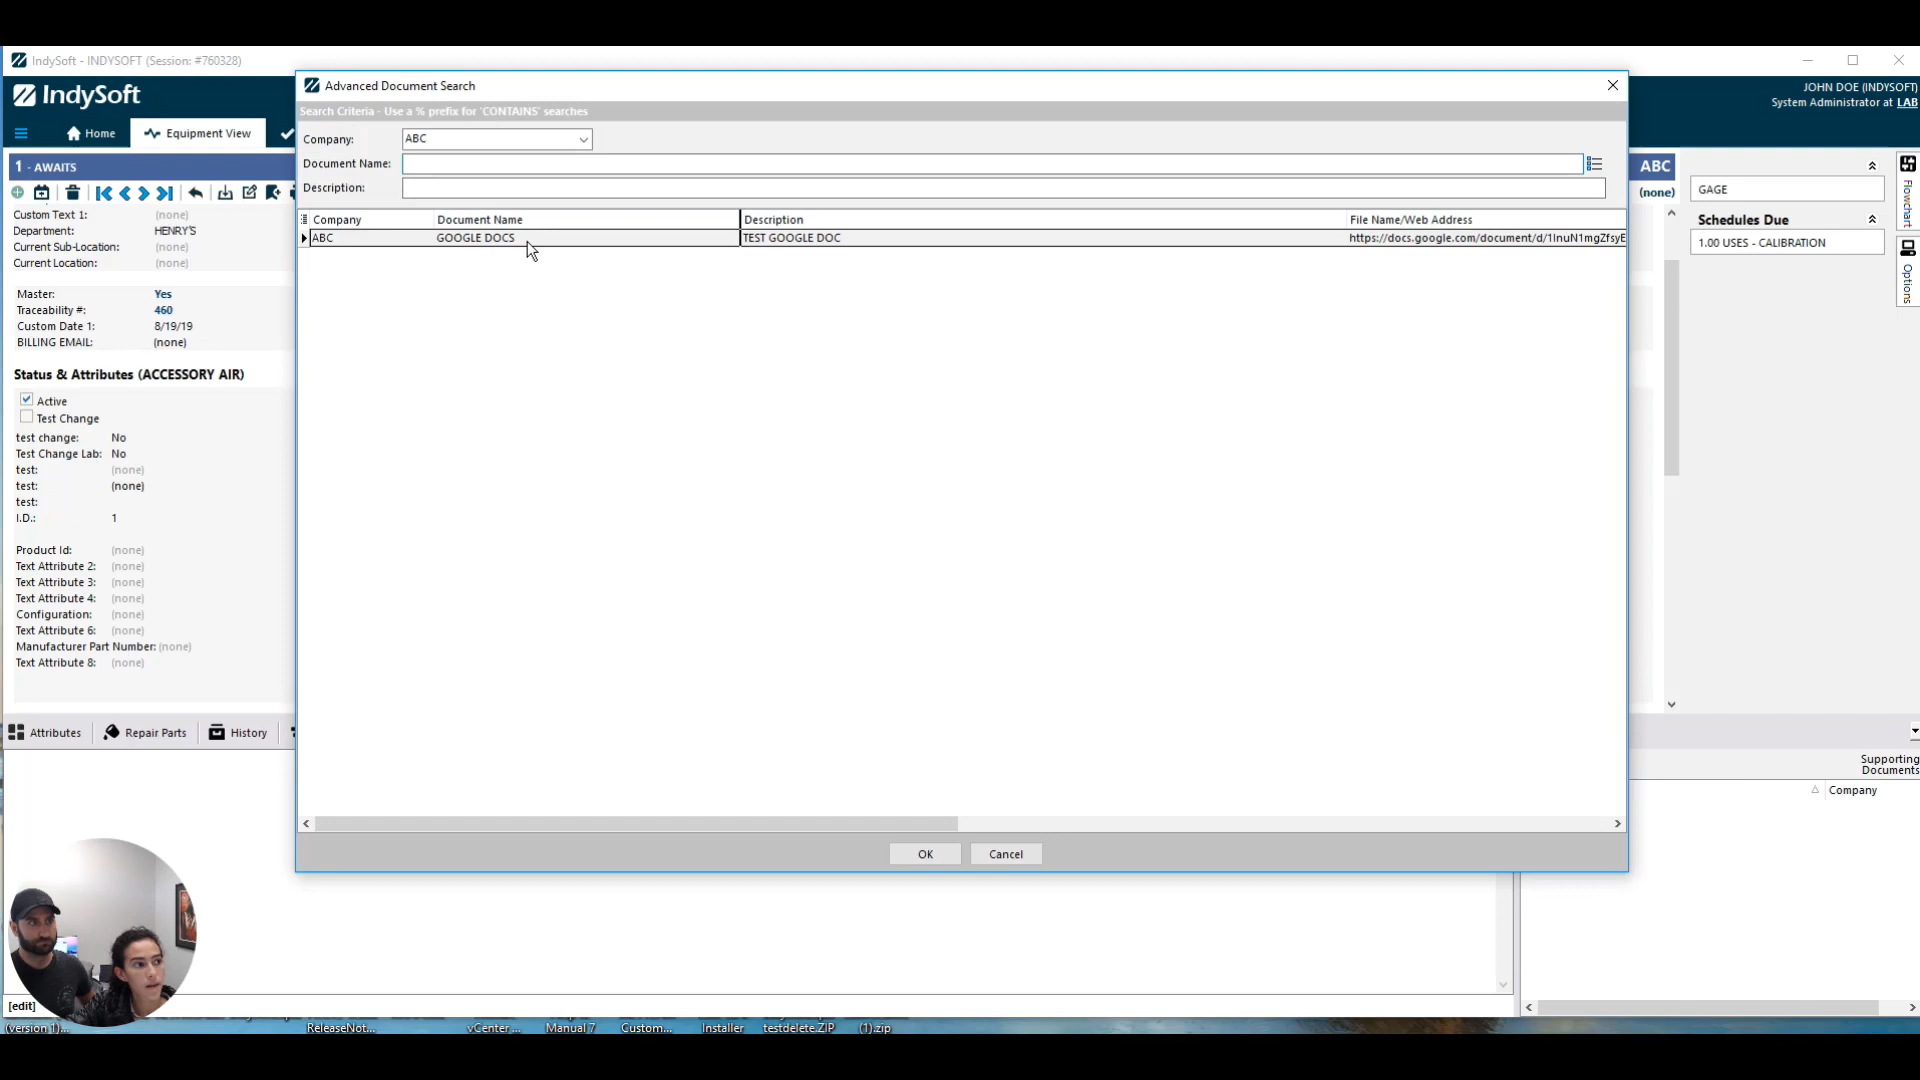 IndySoft - INDYSOFT (Session: #760328)
IndySoft
JOHN DOE (INDYSOFT)
System Administrator at LAB
Home
Equipment View
1 - AWAITS
ABC
(none)
Custom Text 1: (none)
Department: HENRY'S
Current Sub-Location: (none)
Current Location: (none)
Master: Yes
Traceability #: 460
Custom Date 1: 8/19/19
BILLING EMAIL: (none)
Status & Attributes (ACCESSORY AIR)
Active
Test Change
test change: No
Test Change Lab: No
test: (none)
test: (none)
test:
I.D.: 1
Product Id: (none)
Text Attribute 2: (none)
Text Attribute 3: (none)
Text Attribute 4: (none)
Configuration: (none)
Text Attribute 6: (none)
Manufacturer Part Number: (none)
Text Attribute 8: (none)
Attributes
Repair Parts
History
Advanced Document Search
Search Criteria - Use a % prefix for 'CONTAINS' searches
Company: ABC
Document Name:
Description:
Company Document Name Description File Name/Web Address
ABC GOOGLE DOCS TEST GOOGLE DOC https://docs.google.com/document/d/1InuN1mgZfsyE
OK
Cancel
GAGE
Schedules Due
1.00 USES - CALIBRATION
Flowchart
Options
Supporting
Documents
Company
[edit]
(version 1)...
ReleaseNot...
vCenter ...
Manual 7
Custom...
Installer
testdelete.ZIP
(1).zip